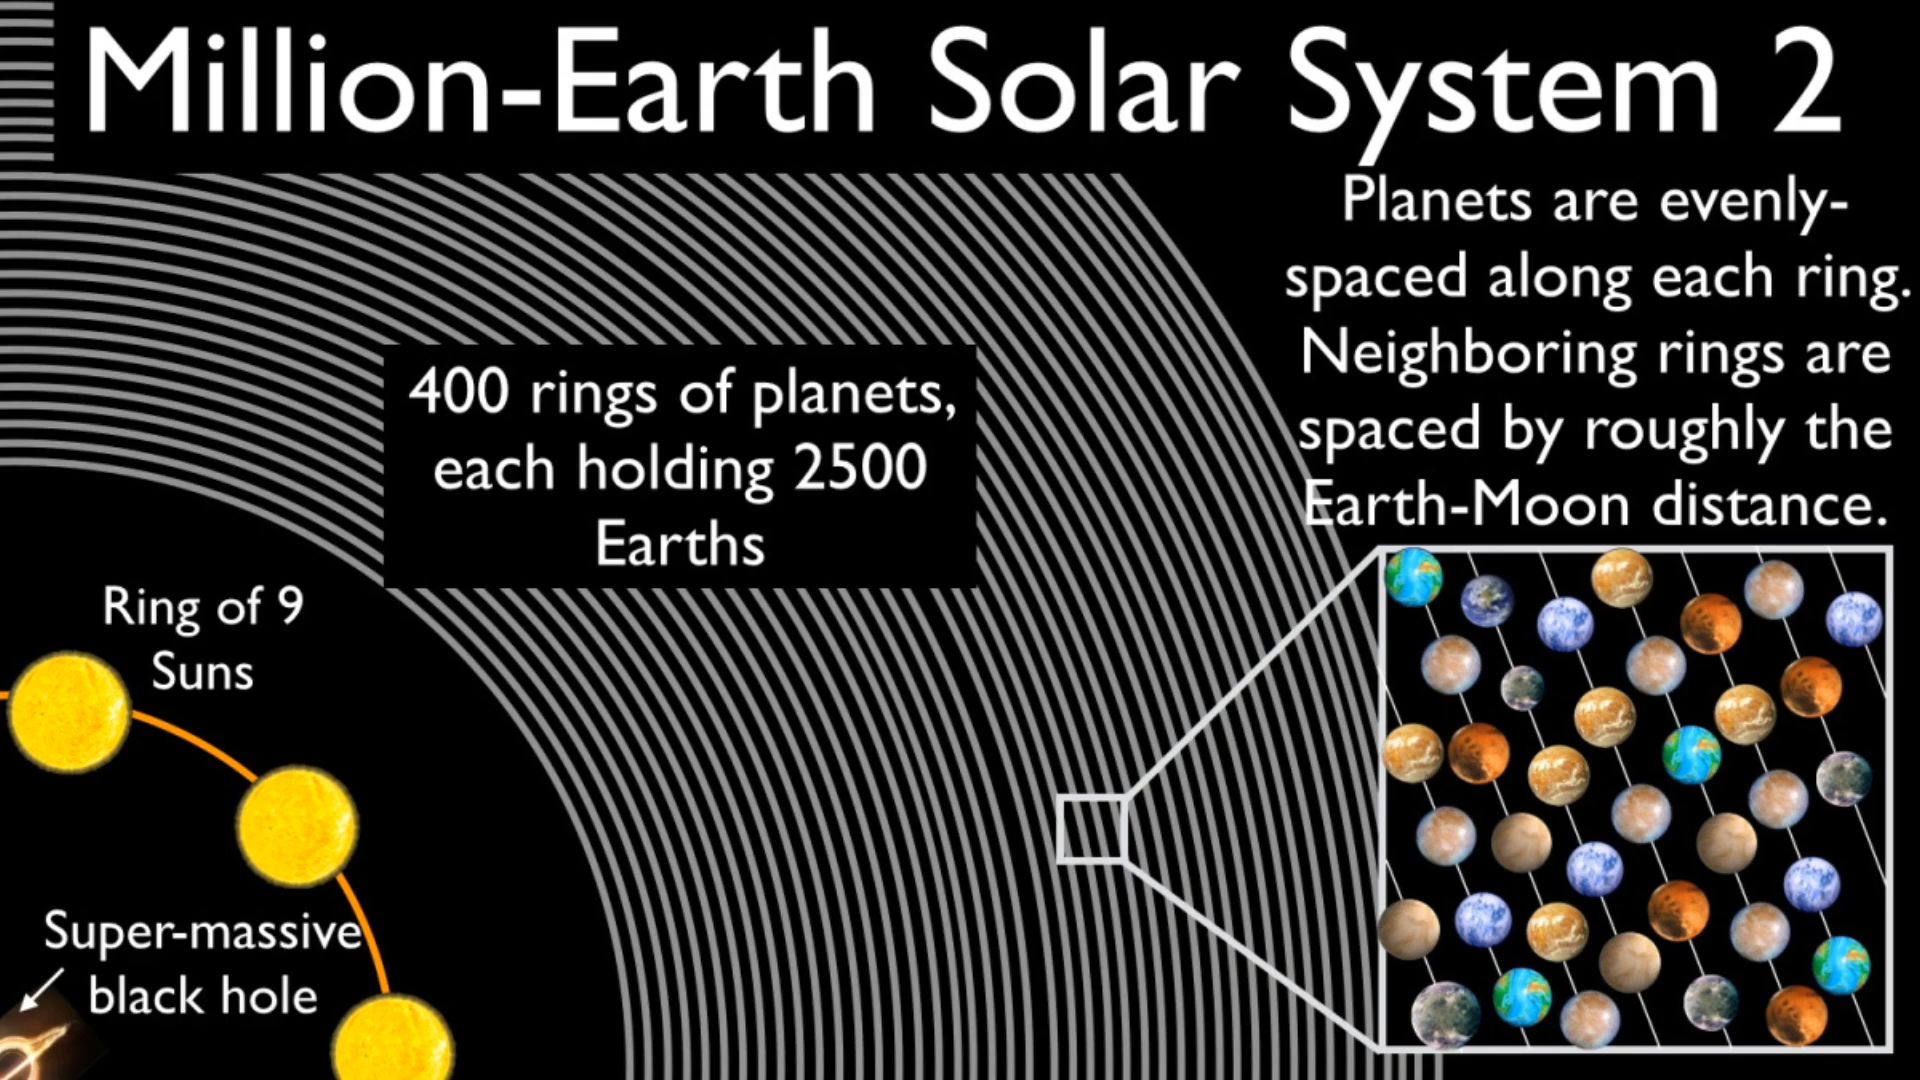 Million-Earth Solar System 2
Planets are evenly-
spaced along each ring.
Neighboring rings are
spaced by roughly the
Earth-Moon distance.
400 rings of planets,
each holding 2500
Earths
Ring of 9
Suns
Super-massive
black hole